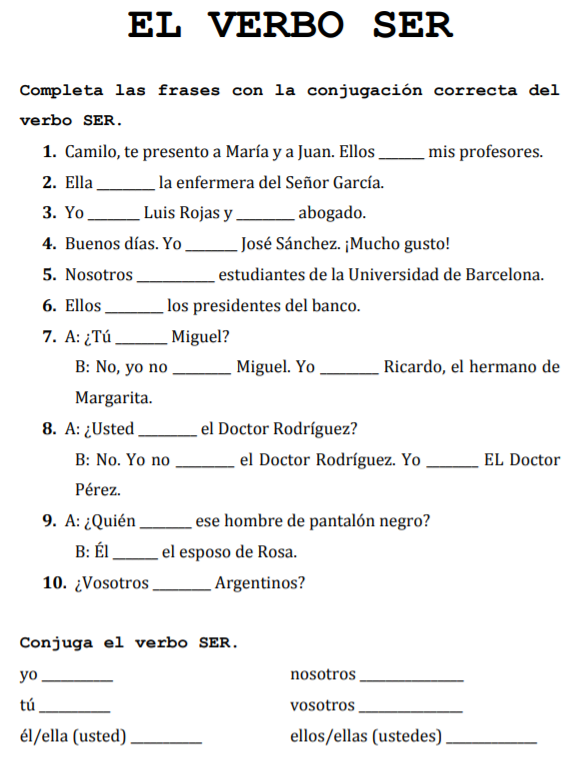 EL VERBO SER
Completa las frases con la conjugación correcta del
verbo SER.
1. Camilo, te presento a María y a Juan. Ellos ______ mis profesores.
2. Ella ________ la enfermera del Señor García.
3. Yo _______ Luis Rojas y ________ abogado.
4. Buenos días. Yo _______ José Sánchez. ¡Mucho gusto!
5. Nosotros ___________ estudiantes de la Universidad de Barcelona.
6. Ellos ________ los presidentes del banco.
7. A: ¿Tú _______ Miguel?
B: No, yo no ________ Miguel. Yo ________ Ricardo, el hermano de
Margarita.
8. A: ¿Usted ________ el Doctor Rodríguez?
B: No. Yo no ________ el Doctor Rodríguez. Yo _______ EL Doctor
Pérez.
9. A: ¿Quién _______ ese hombre de pantalón negro?
B: Él ______ el esposo de Rosa.
10. ¿Vosotros ________ Argentinos?
Conjuga el verbo SER.
yo __________ nosotros ______________
tú __________ vosotros ______________
él/ella (usted) __________ ellos/ellas (ustedes) ____________